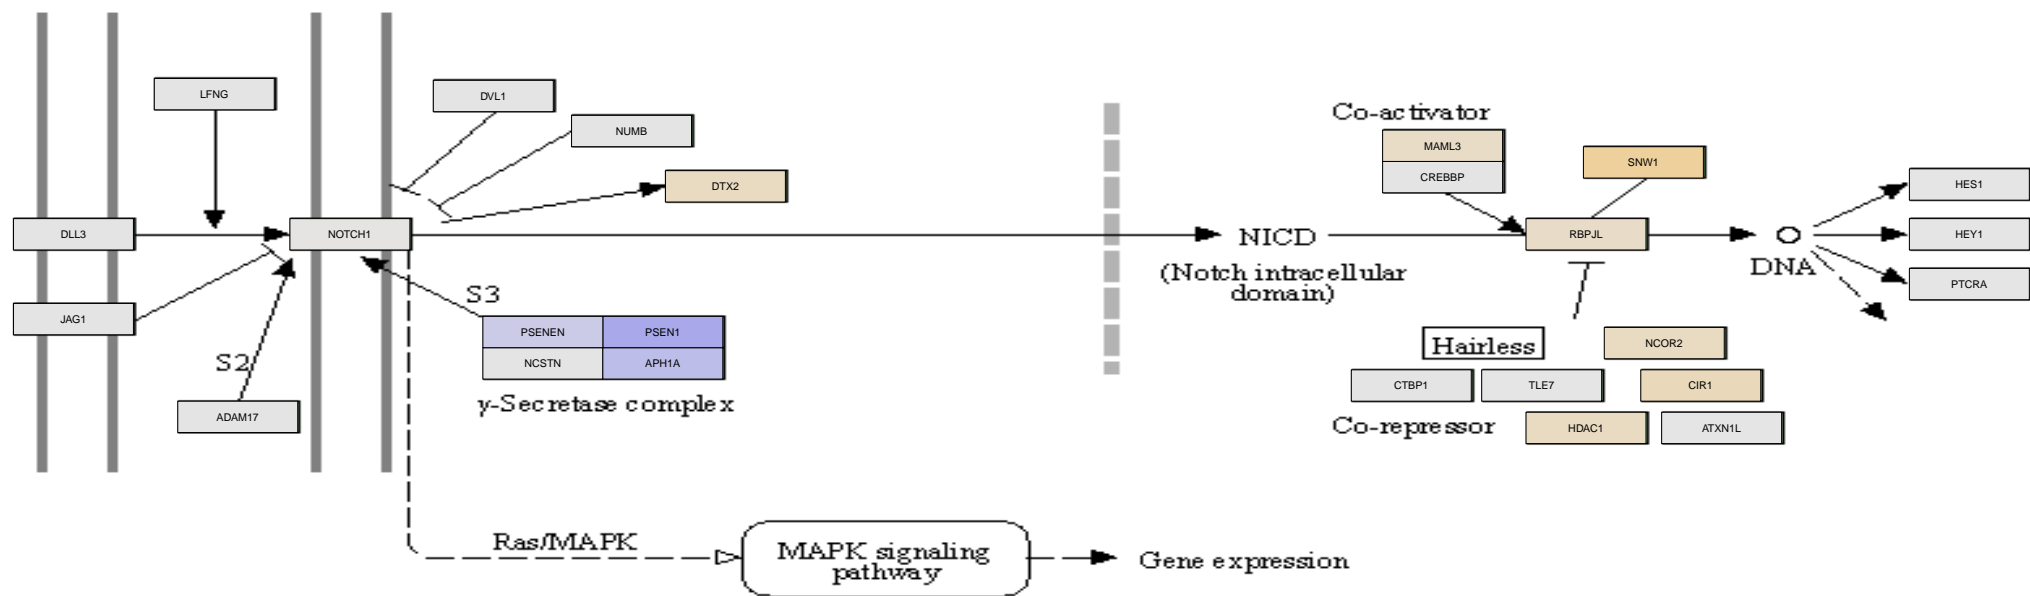 LFNG
DVL1
NUMB
DTX2
DLL3
NOTCH1
JAG1
S2
S3
ADAM17
PSENEN
PSEN1
NCSTN
APH1A
γ-Secretase complex
NICD
(Notch intracellular
domain)
Co-activator
MAML3
CREBBP
SNW1
RBPJL
DNA
HES1
HEY1
PTCRA
Hairless
NCOR2
CTBP1
TLE7
CIR1
Co-repressor
HDAC1
ATXN1L
Ras/MAPK
MAPK signaling
pathway
Gene expression